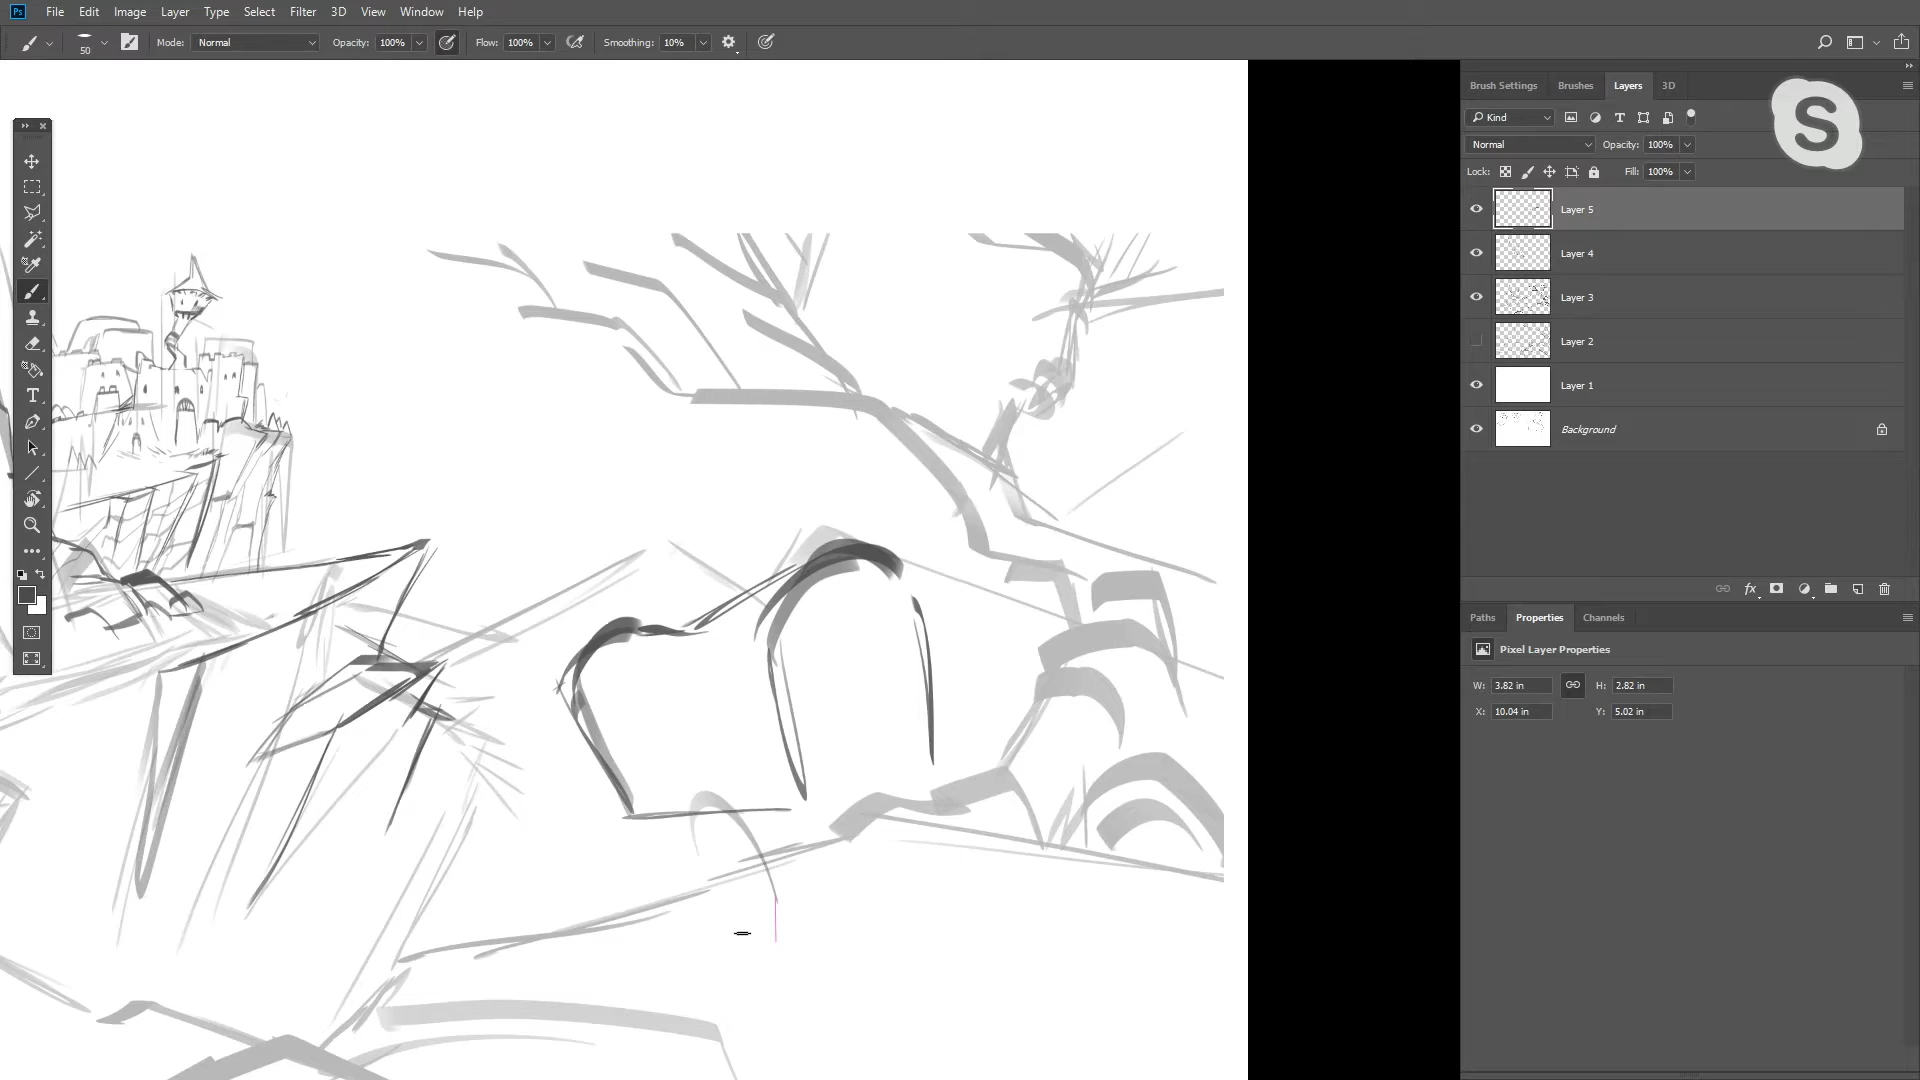 Ps File Edit Image Layer Type Select Filter 3D View Window Help
50 Mode: Normal Opacity: 100% Flow: 100% Smoothing: 10%
Brush Settings Brushes Layers 3D
S
Kind
Normal Opacity: 100%
Lock: Fill: 100%
Layer 5
Layer 4
Layer 3
Layer 2
Layer 1
Background
fx
Paths Properties Channels
Pixel Layer Properties
W: 3.82 in H: 2.82 in
X: 10.04 in Y: 5.02 in